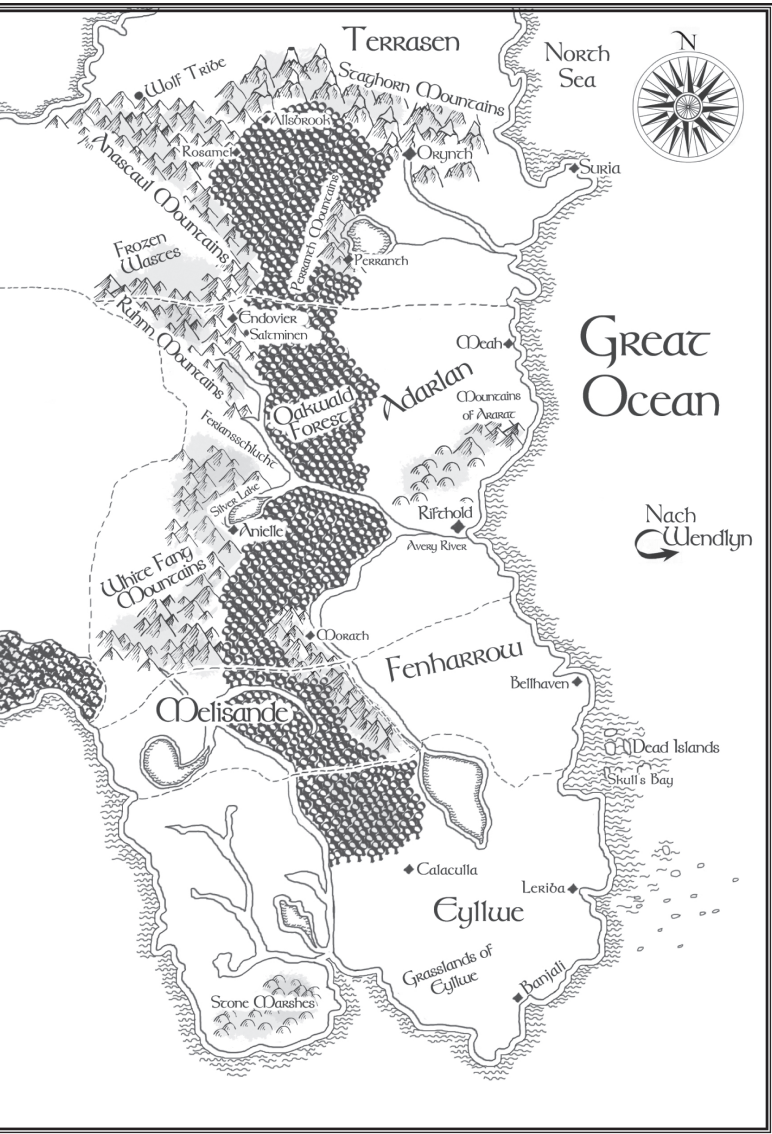 N
Terrasen
North
Sea
Wolf Tribe
Staghorn Mountains
Allsbrook
Rosamel
Orynth
Suria
Anascaul Mountains
Perranth Mountains
Frozen
Wastes
Perranth
Endovier
Saltminen
Ruhnn Mountains
Meah
Great
Ocean
Adarlan
Oakwald
Forest
Mountains
of Ararat
Feriansschlucht
Silver Lake
Rifthold
Anielle
Avery River
Nach
Wendlyn
White Fang
Mountains
Morath
Fenharrow
Bellhaven
Melisande
Dead Islands
Skull's Bay
Calaculla
Leriba
Eyllwe
Grasslands of
Eyllwe
Banjali
Stone Marshes